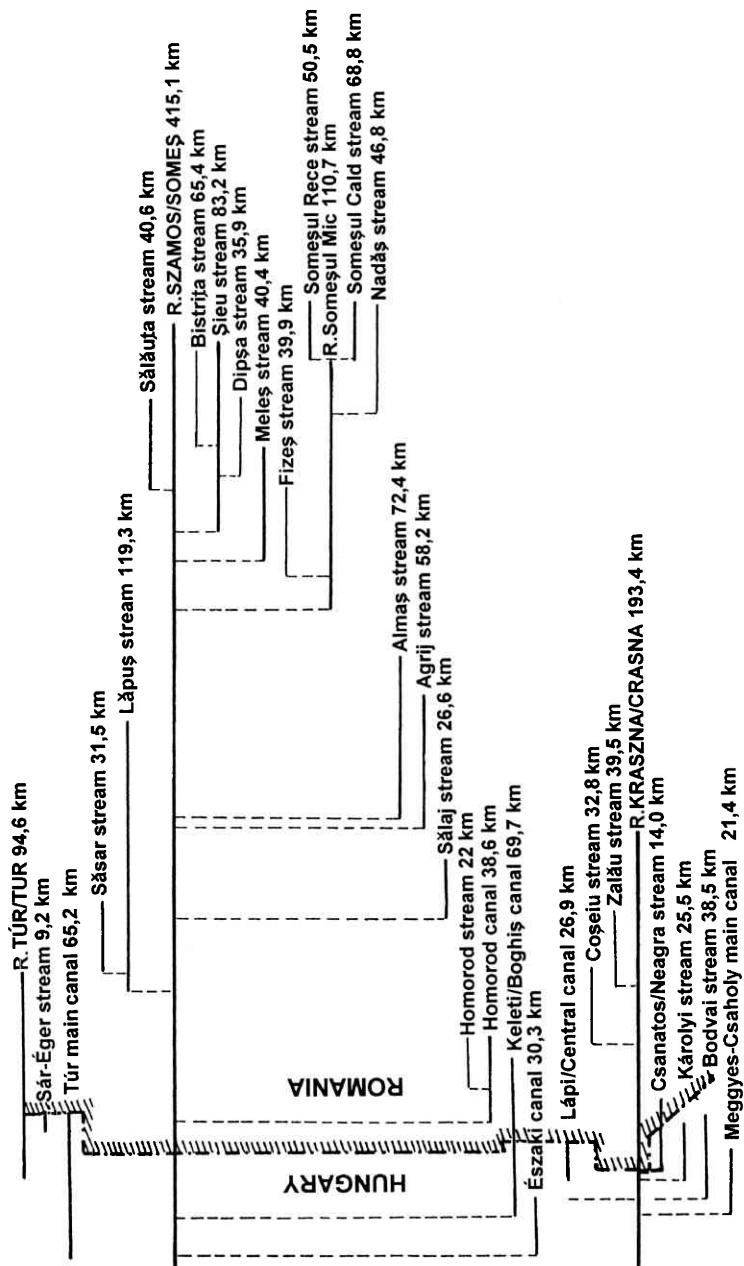 R. TÚR/TUR 94,6 km
Sár-Éger stream 9,2 km
Túr main canal 65,2 km
Săsar stream 31,5 km
Lăpuș stream 119,3 km
Sălăuța stream 40,6 km
R.SZAMOS/SOMEȘ 415,1 km
Bistrița stream 65,4 km
Șieu stream 83,2 km
Dipșa stream 35,9 km
Meleș stream 40,4 km
Fizeș stream 39,9 km
Someșul Rece stream 50,5 km
R.Someșul Mic 110,7 km
Someșul Cald stream 68,8 km
Nadăș stream 46,8 km
Almaș stream 72,4 km
Agrij stream 58,2 km
Sălaj stream 26,6 km
Homorod stream 22 km
Homorod canal 38,6 km
Keleti/Boghiș canal 69,7 km
Északi canal 30,3 km
ROMANIA
HUNGARY
Lápi/Central canal 26,9 km
Coșeiu stream 32,8 km
Zalău stream 39,5 km
R.KRASZNA/CRASNA 193,4 km
Csanatos/Neagra stream 14,0 km
Károlyi stream 25,5 km
Bodvai stream 38,5 km
Meggyes-Csaholy main canal 21,4 km